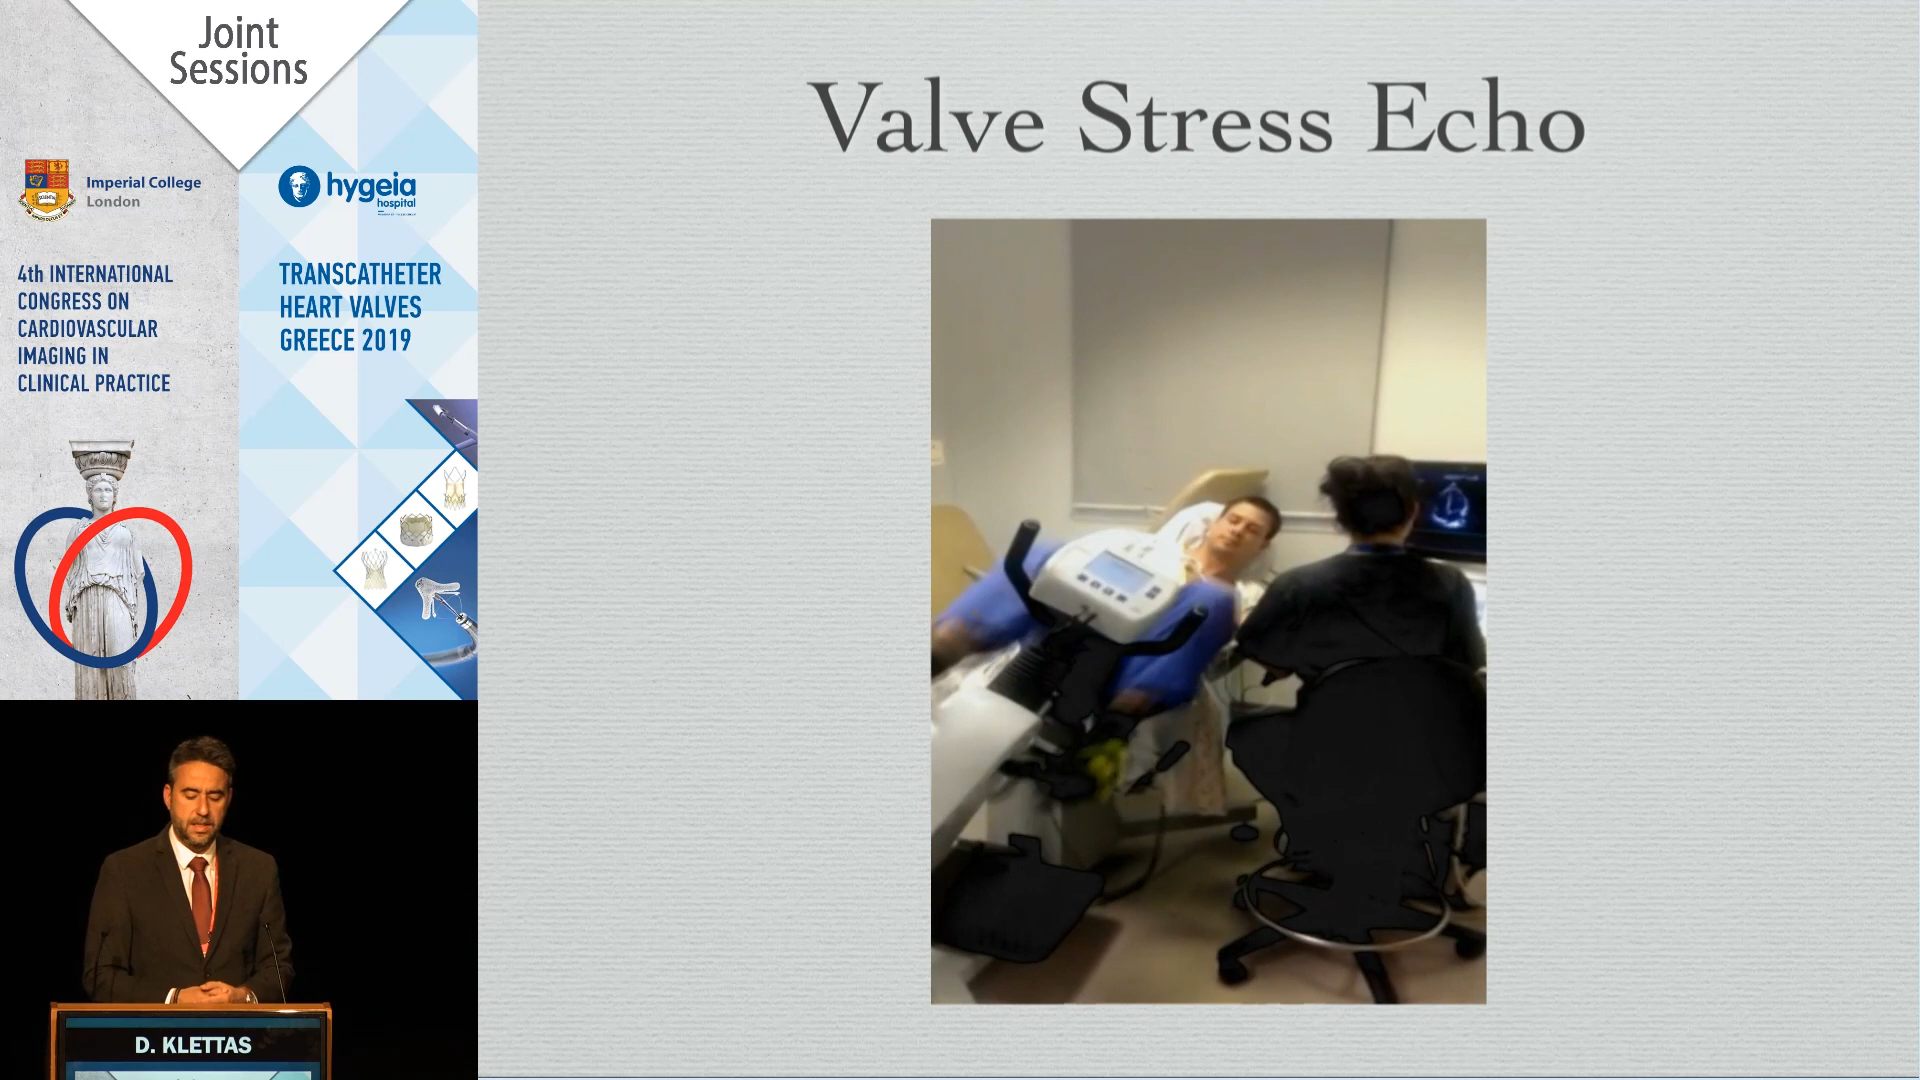 Joint
Sessions
Imperial College
London
hygeia
hospital
4th INTERNATIONAL
CONGRESS ON
CARDIOVASCULAR
IMAGING IN
CLINICAL PRACTICE
TRANSCATHETER
HEART VALVES
GREECE 2019
Valve Stress Echo
D. KLETTAS